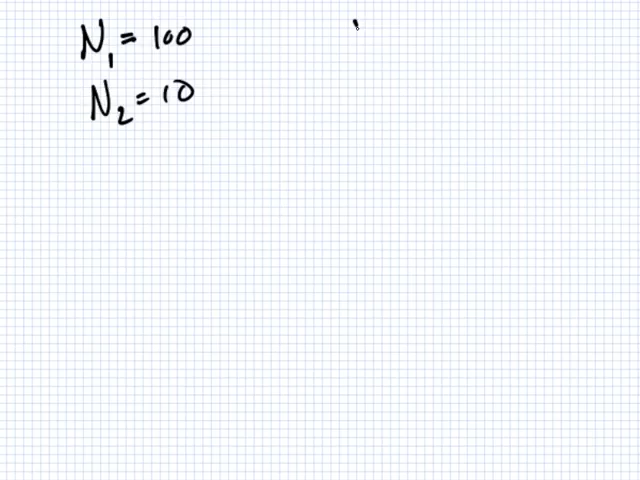 N₁ = 100
N₂ = 10